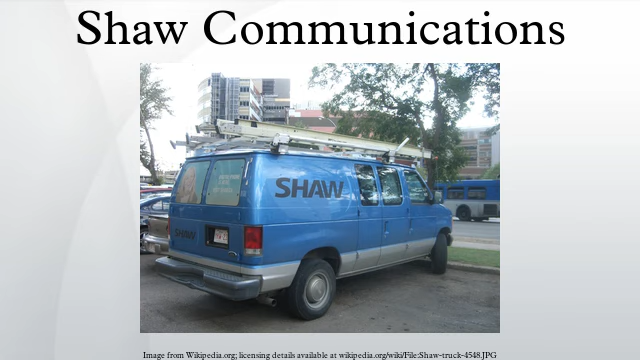 Shaw Communications
SHAW
SHAW
Image from Wikipedia.org; licensing details available at wikipedia.org/wiki/File:Shaw-truck-4548.JPG